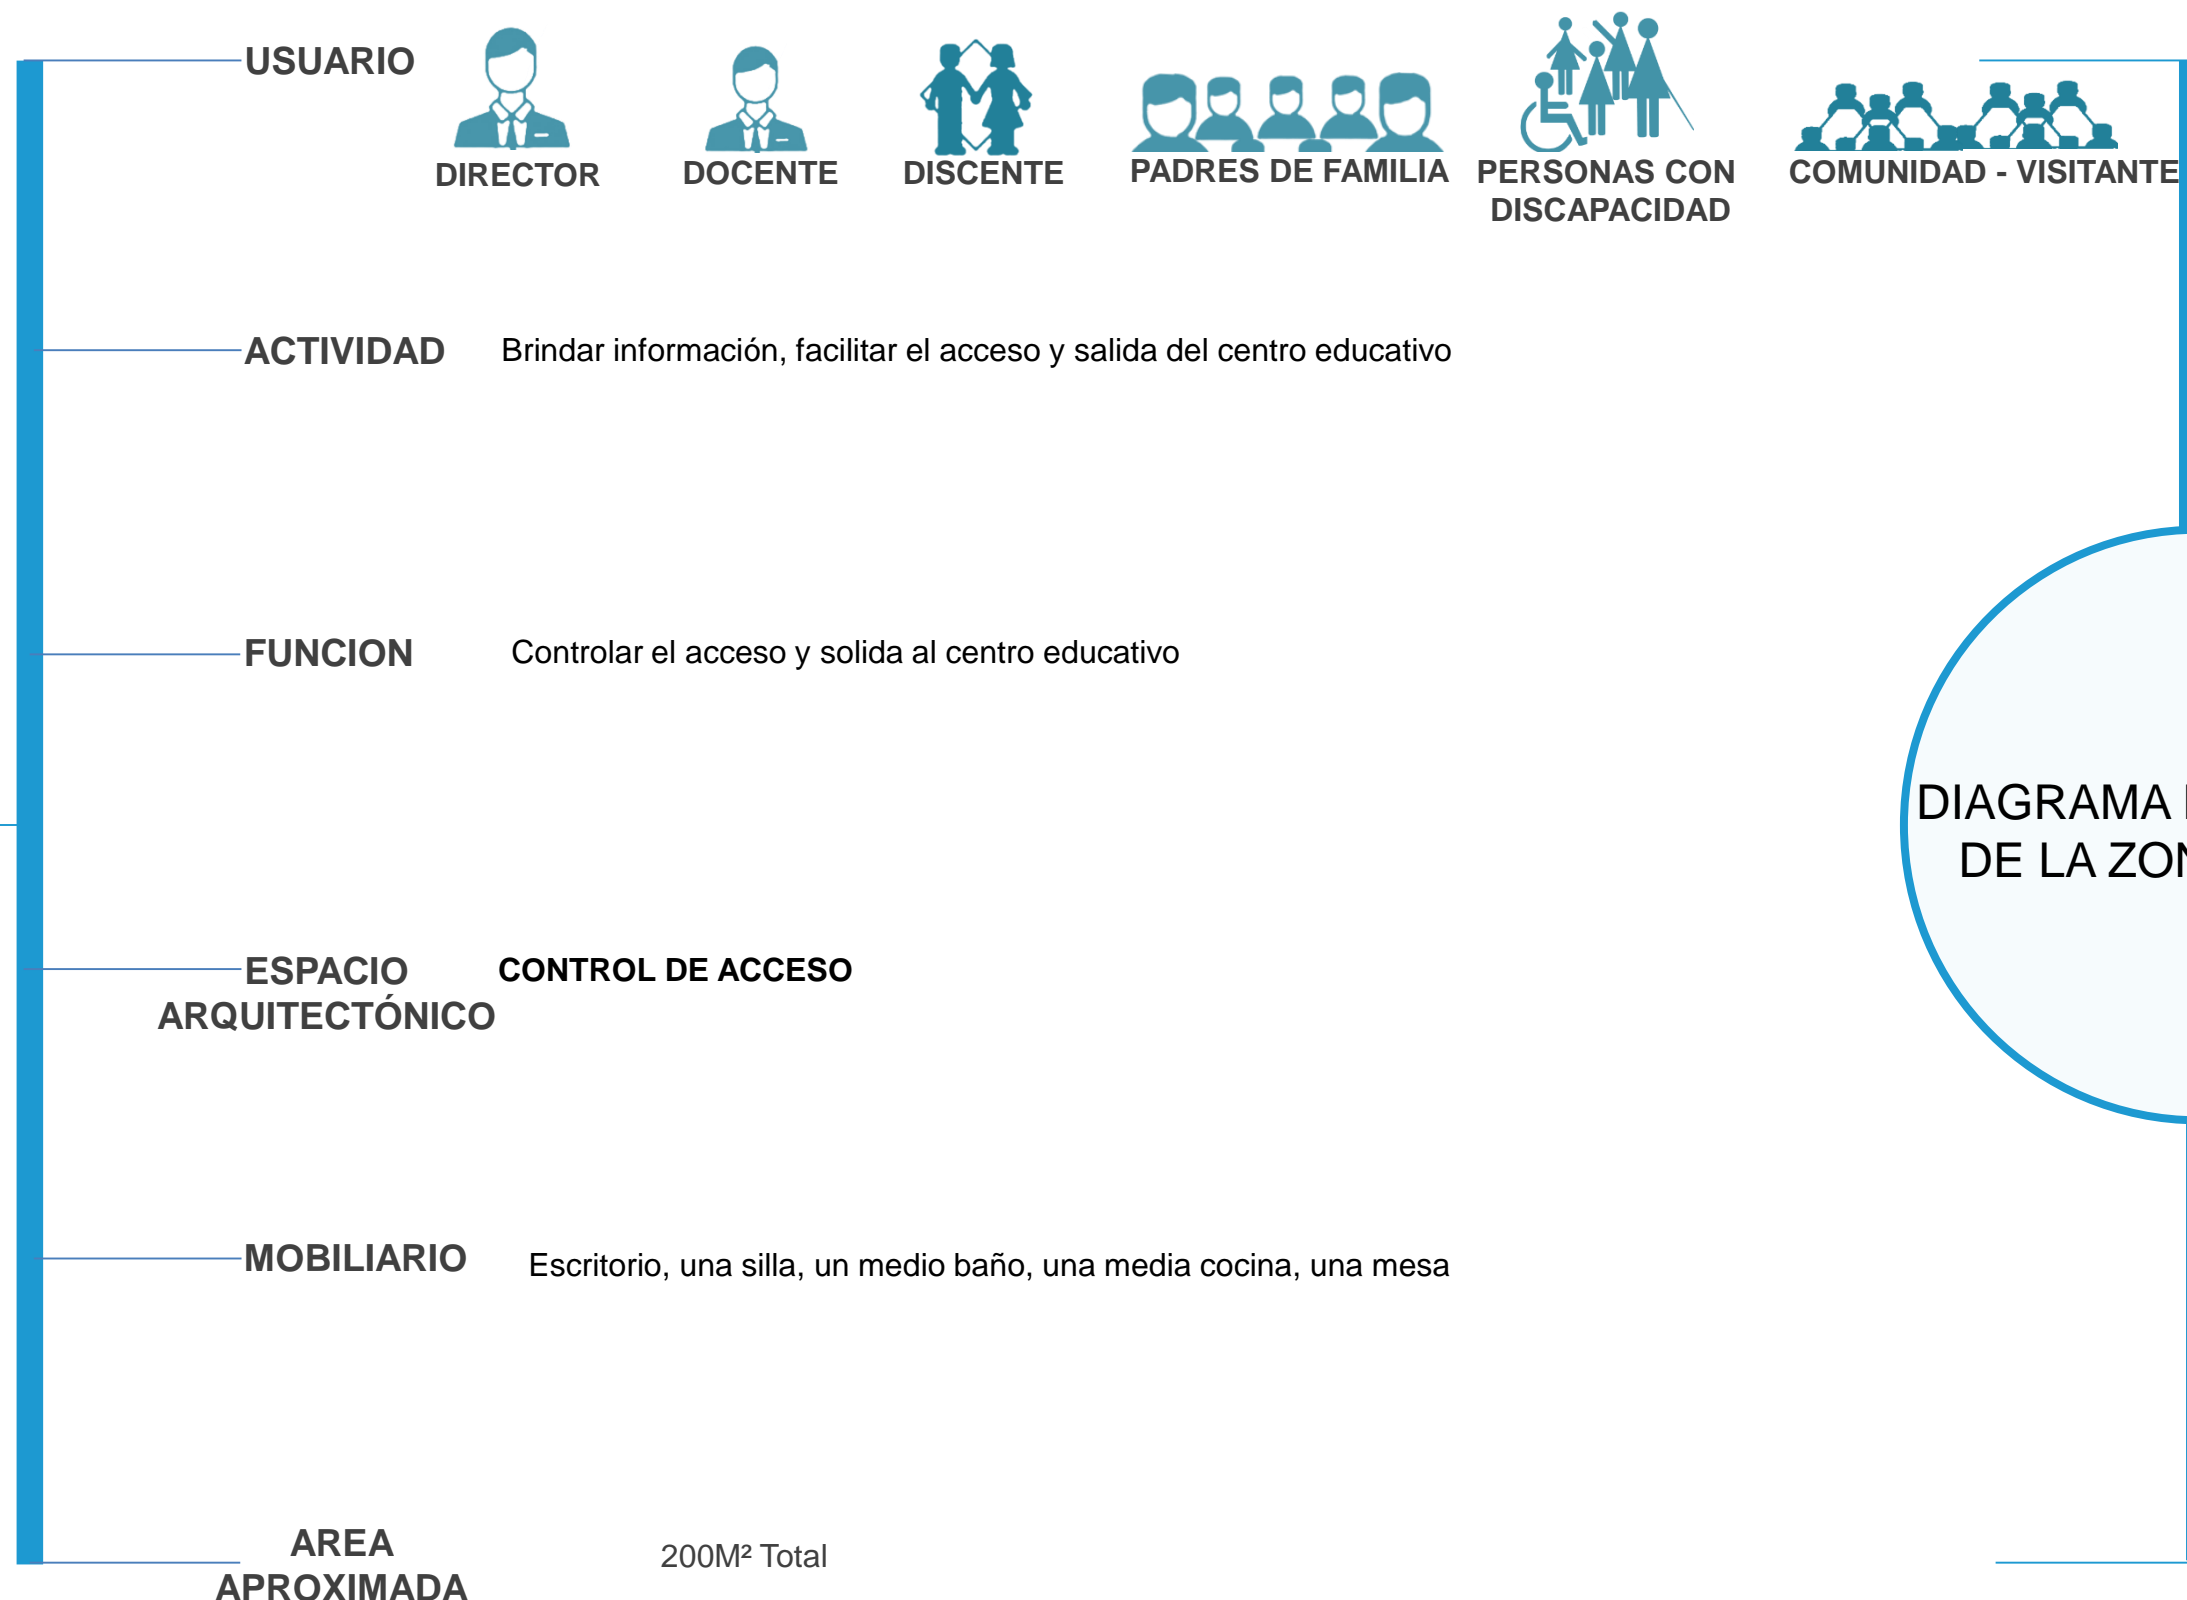 USUARIO
DIRECTOR
DOCENTE
DISCENTE
PADRES DE FAMILIA
PERSONAS CON
DISCAPACIDAD
COMUNIDAD - VISITANTE
ACTIVIDAD
Brindar información, facilitar el acceso y salida del centro educativo
FUNCION
Controlar el acceso y solida al centro educativo
DIAGRAMA
DE LA
ESPACIO
ARQUITECTÓNICO
CONTROL DE ACCESO
MOBILIARIO
Escritorio, una silla, un medio baño, una media cocina, una mesa
AREA
APROXIMADA
200M² Total